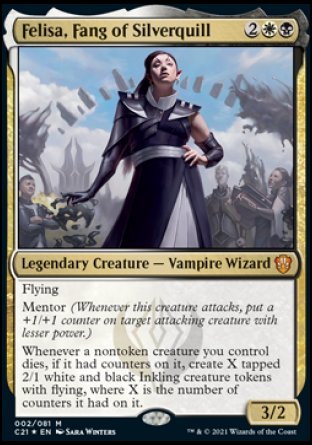 Felisa, Fang of Silverquill 2
Legendary Creature — Vampire Wizard
Flying
Mentor (Whenever this creature attacks, put a
+1/+1 counter on target attacking creature with
lesser power.)
Whenever a nontoken creature you control
dies, if it had counters on it, create X tapped
2/1 white and black Inkling creature tokens
with flying, where X is the number
of counters it had on it.
3/2
002/081 M
C21 ★ EN SARA WINTERS
™ & © 2021 Wizards of the Coast